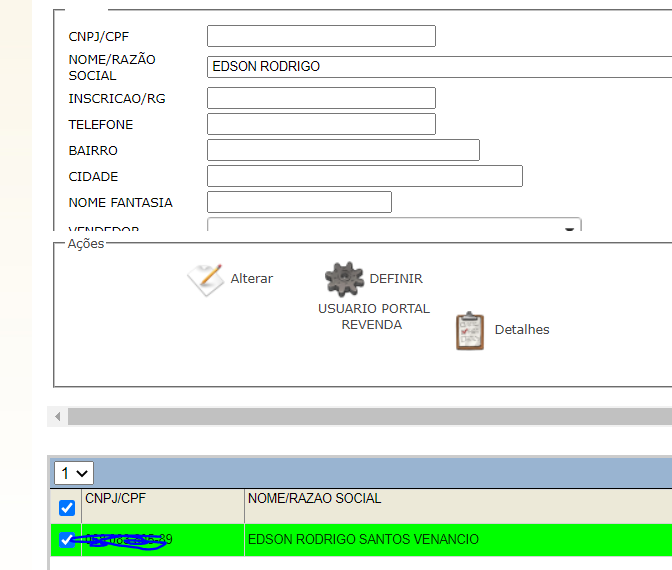 CNPJ/CPF
NOME/RAZÃO
SOCIAL
EDSON RODRIGO
INSCRICAO/RG
TELEFONE
BAIRRO
CIDADE
NOME FANTASIA
VENDEDOR
Ações
Alterar
DEFINIR
USUARIO PORTAL
REVENDA
Detalhes
1
CNPJ/CPF NOME/RAZAO SOCIAL
EDSON RODRIGO SANTOS VENANCIO